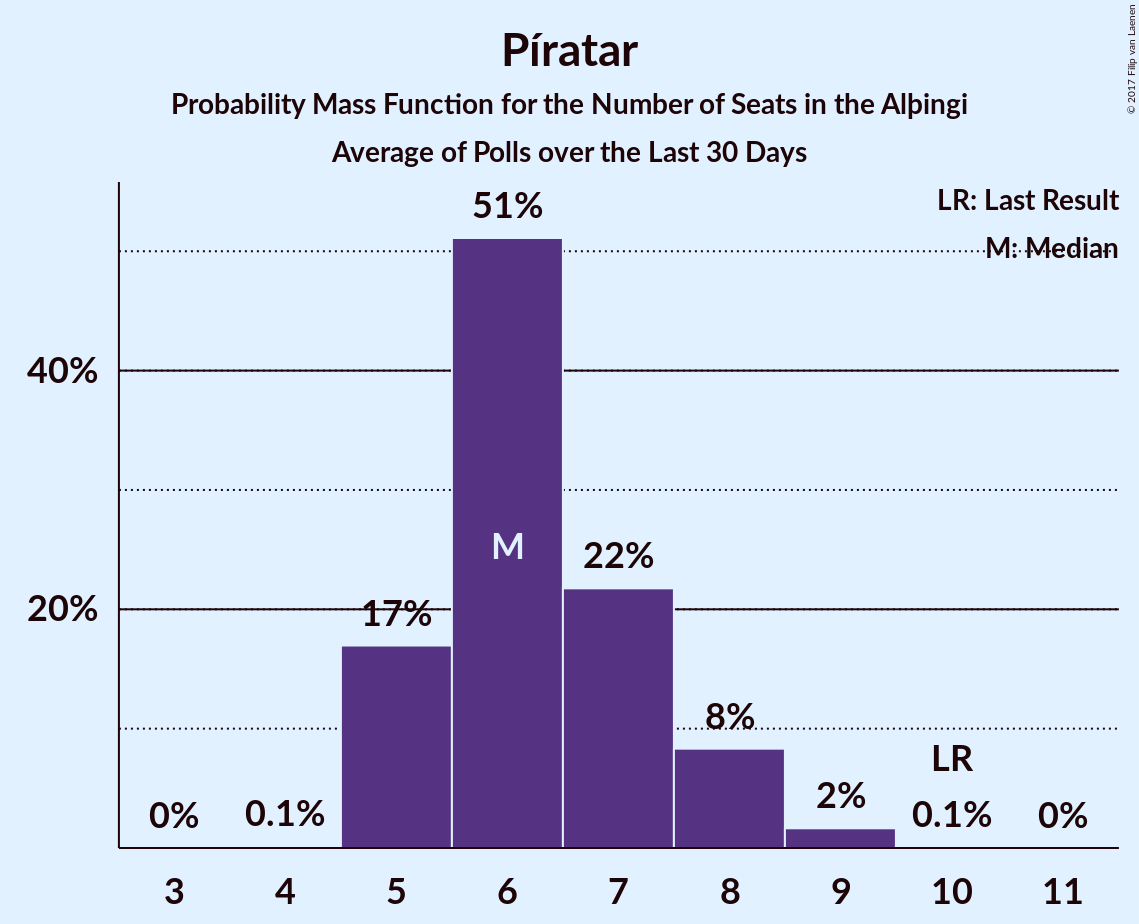 Píratar
Probability Mass Function for the Number of Seats in the Alþingi
Average of Polls over the Last 30 Days
© 2017 Filip van Laenen
LR: Last Result
M: Median
51%
40%
M
22%
20%
17%
8%
LR
2%
0%
0.1%
0.1%
0%
3 4 5 6 7 8 9 10 11